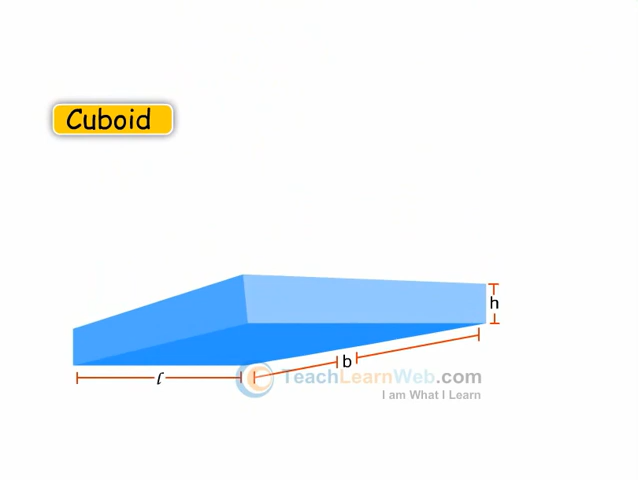 Cuboid
h
b
l
TeachLearnWeb.com
I am What I Learn